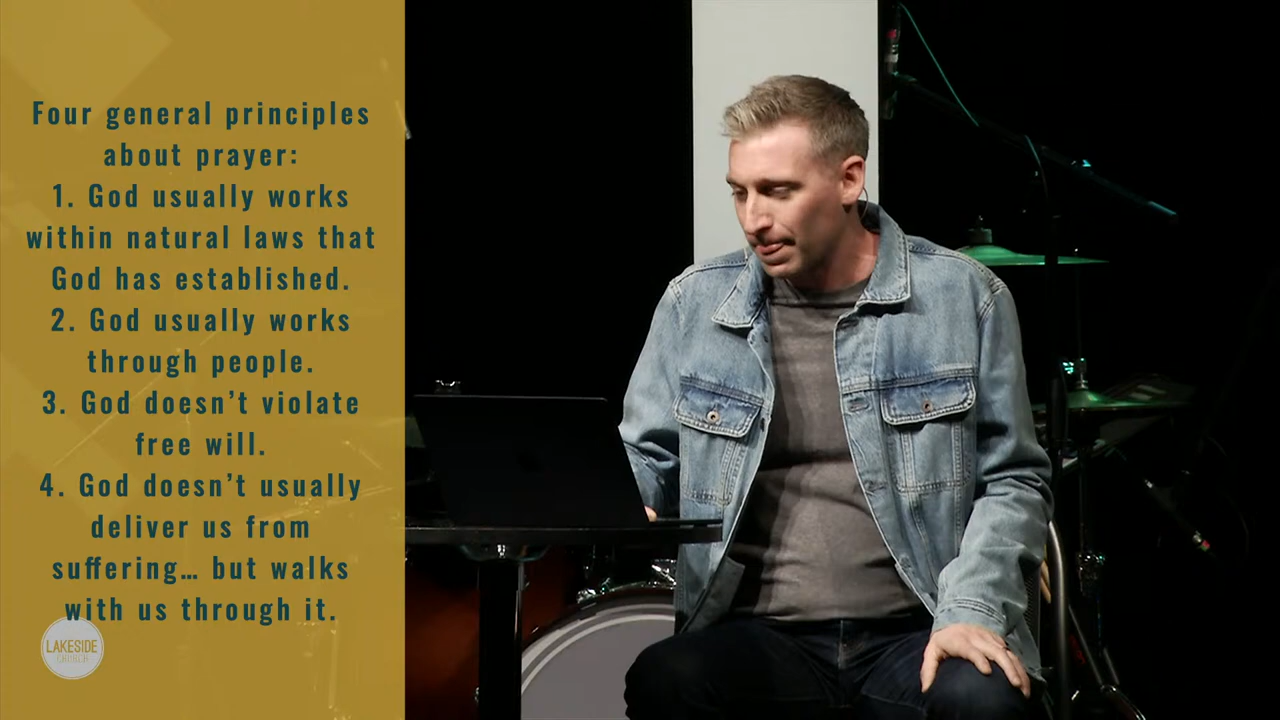 Four general principles
about prayer:
1. God usually works
within natural laws that
God has established.
2. God usually works
through people.
3. God doesn’t violate
free will.
4. God doesn’t usually
deliver us from
suffering... but walks
with us through it.
LAKESIDE
CHURCH